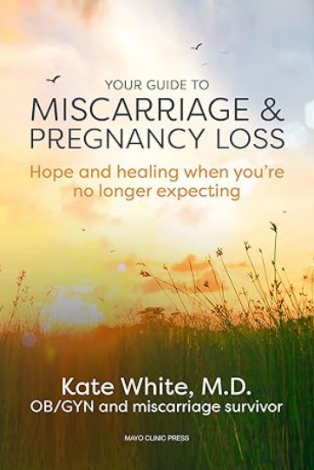 YOUR GUIDE TO
MISCARRIAGE &
PREGNANCY LOSS
Hope and healing when you're
no longer expecting
Kate White, M.D.
OB/GYN and miscarriage survivor
MAYO CLINIC PRESS